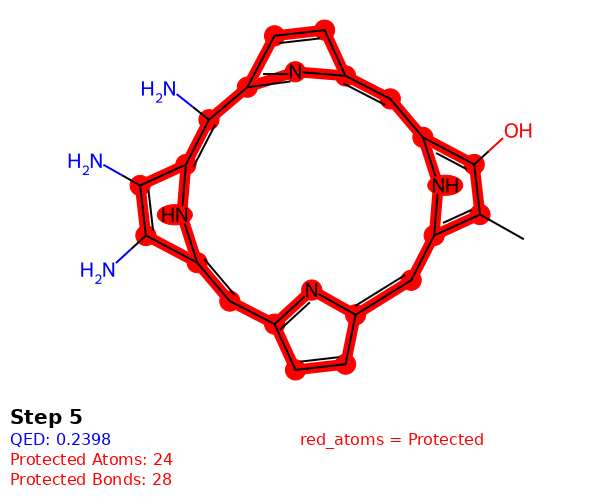 N
H2N
OH
H2N
NH
HN
H2N
N
Step 5
QED: 0.2398
Protected Atoms: 24
red_atoms = Protected
Protected Bonds: 28